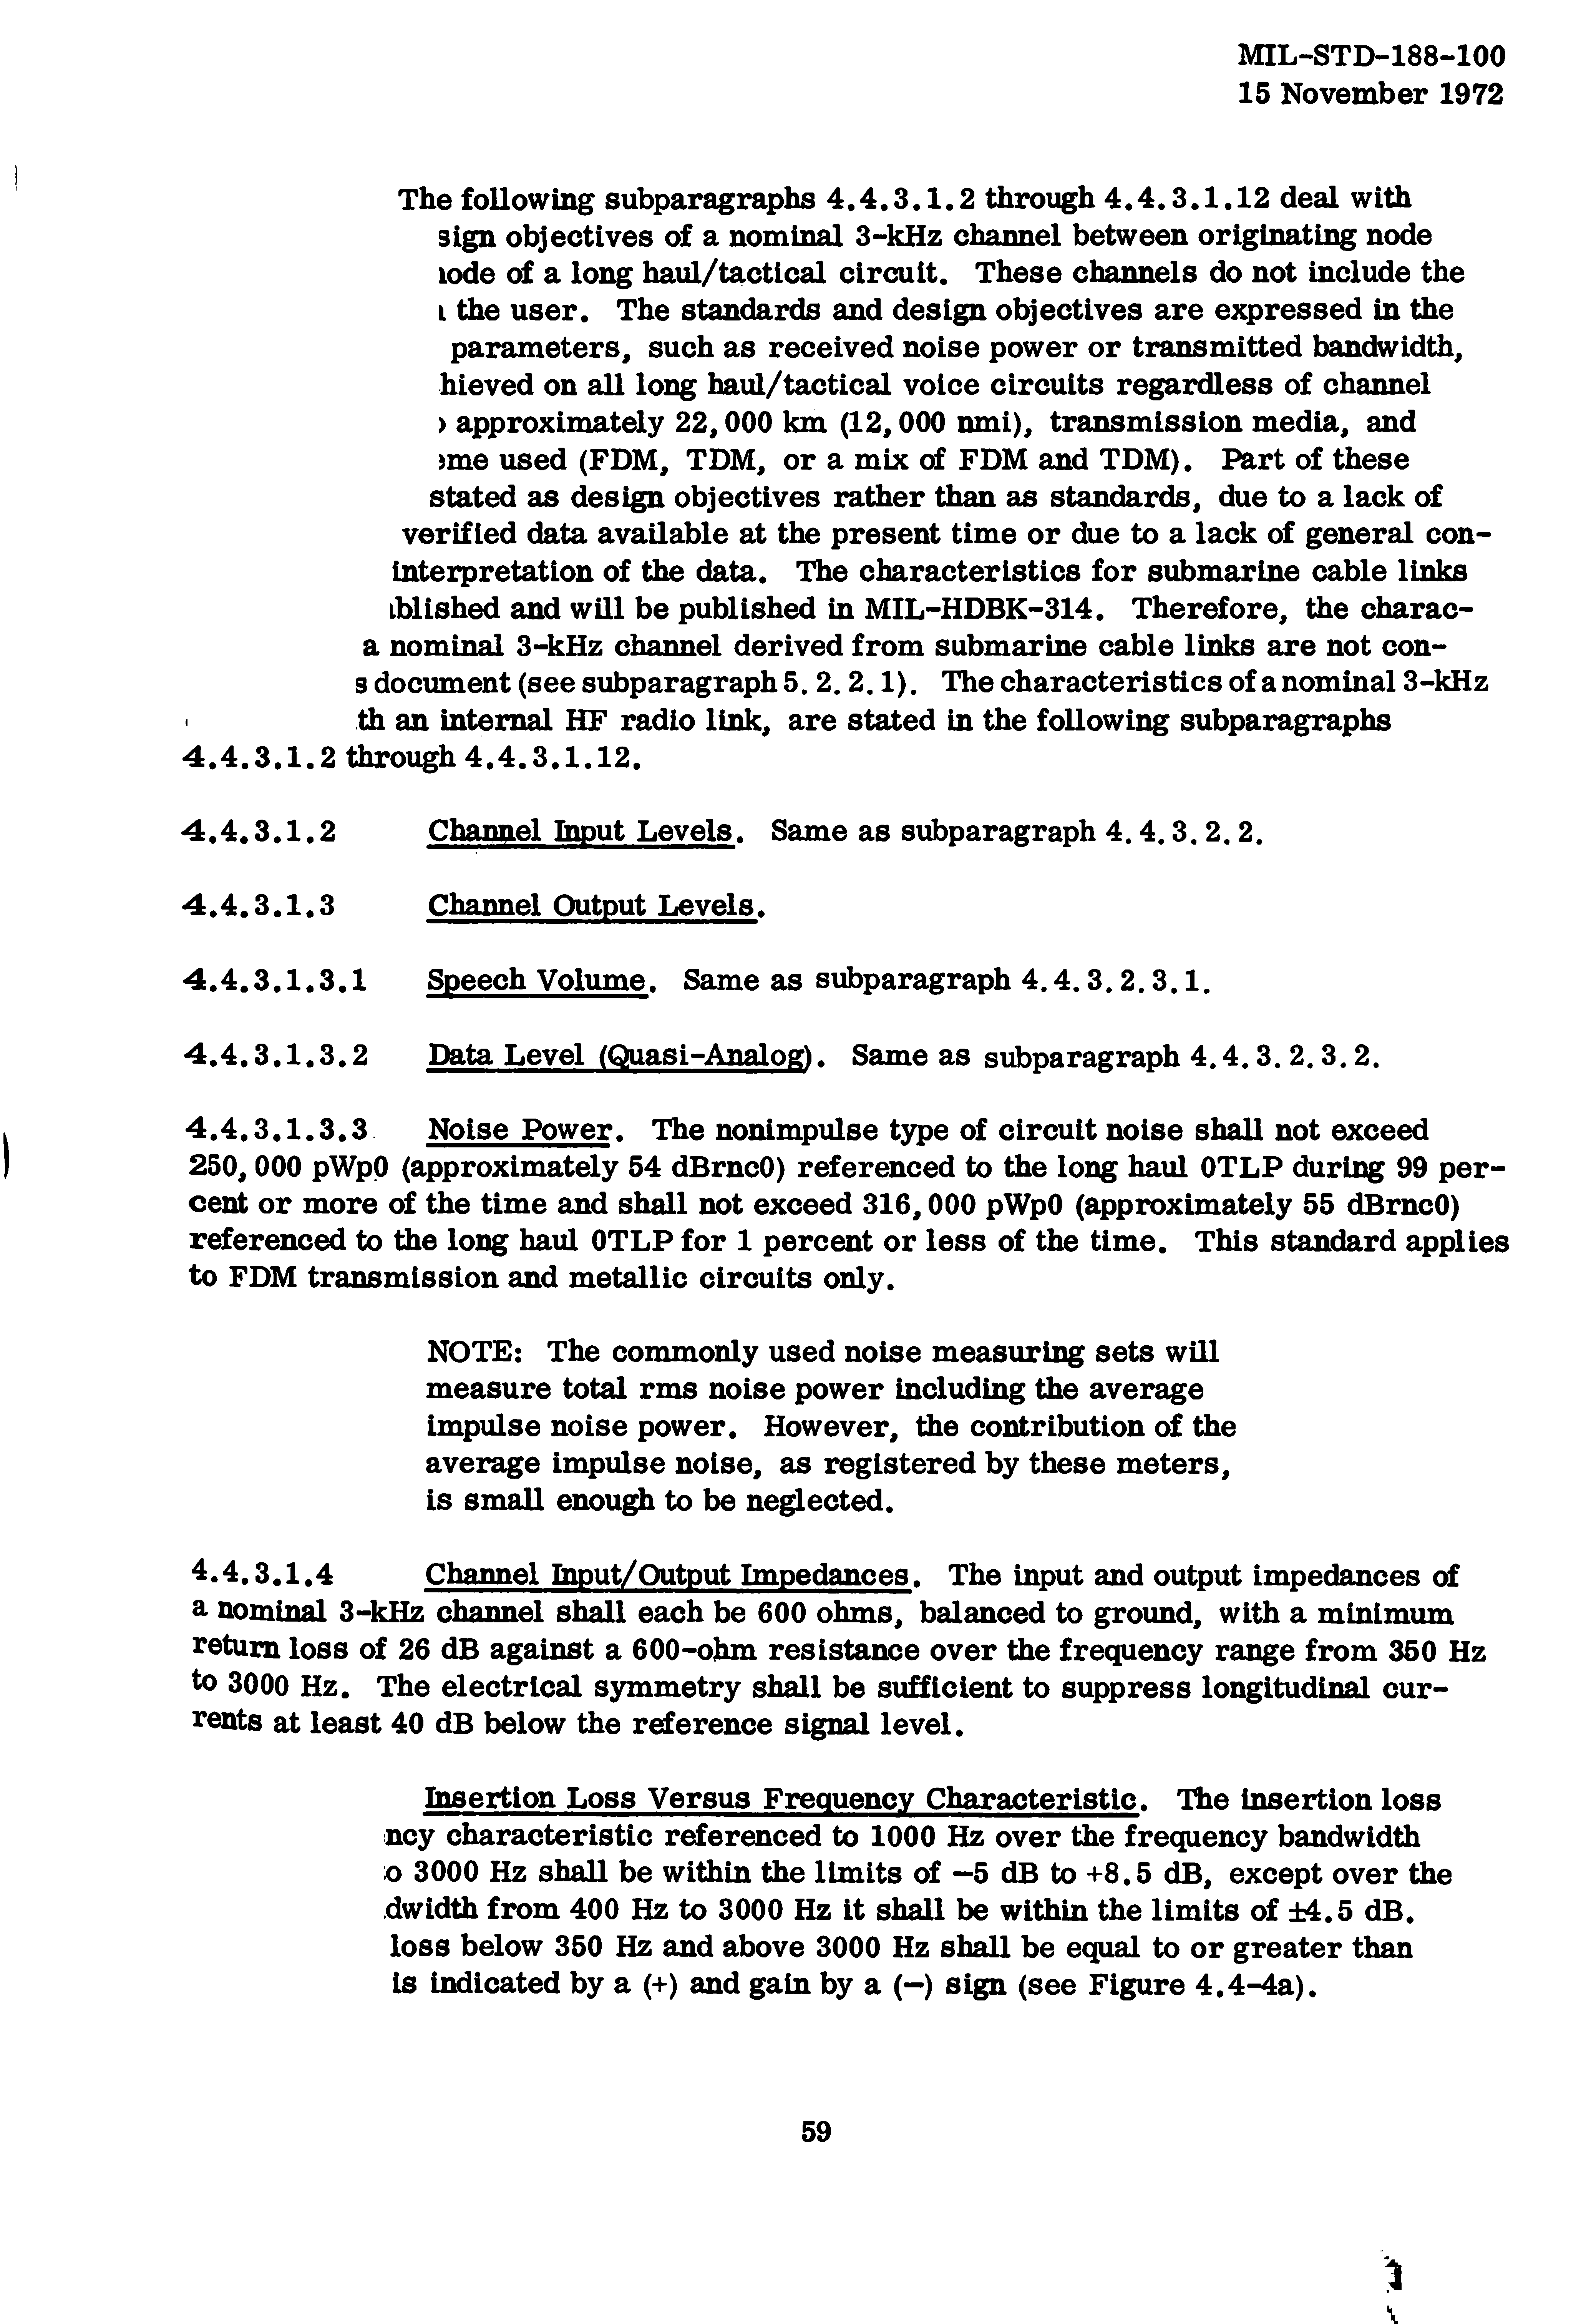 MIL-STD-188-100
15 November 1972
The following subparagraphs 4.4.3.1.2 through 4.4.3.1.12 deal with
sign objectives of a nominal 3-kHz channel between originating node
ode of a long haul/tactical circuit. These channels do not include the
the user. The standards and design objectives are expressed in the
parameters, such as received noise power or transmitted bandwidth,
hieved on all long haul/tactical voice circuits regardless of channel
approximately 22,000 km (12,000 nmi), transmission media, and
me used (FDM, TDM, or a mix of FDM and TDM). Part of these
stated as design objectives rather than as standards, due to a lack of
verified data available at the present time or due to a lack of general con-
interpretation of the data. The characteristics for submarine cable links
blished and will be published in MIL-HDBK-314. Therefore, the charac-
a nominal 3-kHz channel derived from submarine cable links are not con-
s document (see subparagraph 5.2.2.1). The characteristics of a nominal 3-kHz
th an internal HF radio link, are stated in the following subparagraphs
4.4.3.1.2 through 4.4.3.1.12.
4.4.3.1.2 Channel Input Levels. Same as subparagraph 4.4.3.2.2.
4.4.3.1.3 Channel Output Levels.
4.4.3.1.3.1 Speech Volume. Same as subparagraph 4.4.3.2.3.1.
4.4.3.1.3.2 Data Level (Quasi-Analog). Same as subparagraph 4.4.3.2.3.2.
4.4.3.1.3.3 Noise Power. The nonimpulse type of circuit noise shall not exceed
250,000 pWp0 (approximately 54 dBrnc0) referenced to the long haul 0TLP during 99 per-
cent or more of the time and shall not exceed 316,000 pWp0 (approximately 55 dBrnc0)
referenced to the long haul 0TLP for 1 percent or less of the time. This standard applies
to FDM transmission and metallic circuits only.
NOTE: The commonly used noise measuring sets will
measure total rms noise power including the average
impulse noise power. However, the contribution of the
average impulse noise, as registered by these meters,
is small enough to be neglected.
4.4.3.1.4 Channel Input/Output Impedances. The input and output impedances of
a nominal 3-kHz channel shall each be 600 ohms, balanced to ground, with a minimum
return loss of 26 dB against a 600-ohm resistance over the frequency range from 350 Hz
to 3000 Hz. The electrical symmetry shall be sufficient to suppress longitudinal cur-
rents at least 40 dB below the reference signal level.
Insertion Loss Versus Frequency Characteristic. The insertion loss
ncy characteristic referenced to 1000 Hz over the frequency bandwidth
o 3000 Hz shall be within the limits of -5 dB to +8.5 dB, except over the
dwidth from 400 Hz to 3000 Hz it shall be within the limits of ±4.5 dB.
loss below 350 Hz and above 3000 Hz shall be equal to or greater than
is indicated by a (+) and gain by a (-) sign (see Figure 4.4-4a).
59